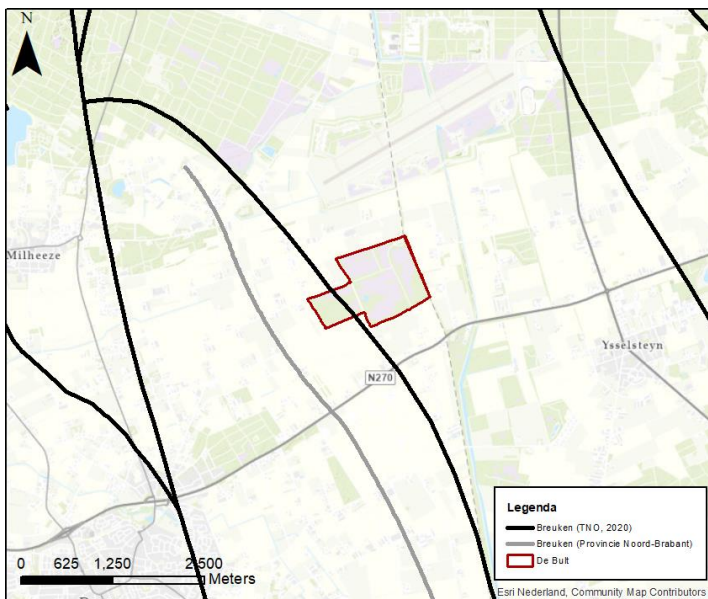 N
Milheeze
Ysselsteyn
N270
Legenda
Breuken (TNO, 2020)
Breuken (Provincie Noord-Brabant)
De Bult
0 625 1,250 2,500
Meters
Esri Nederland, Community Map Contributors